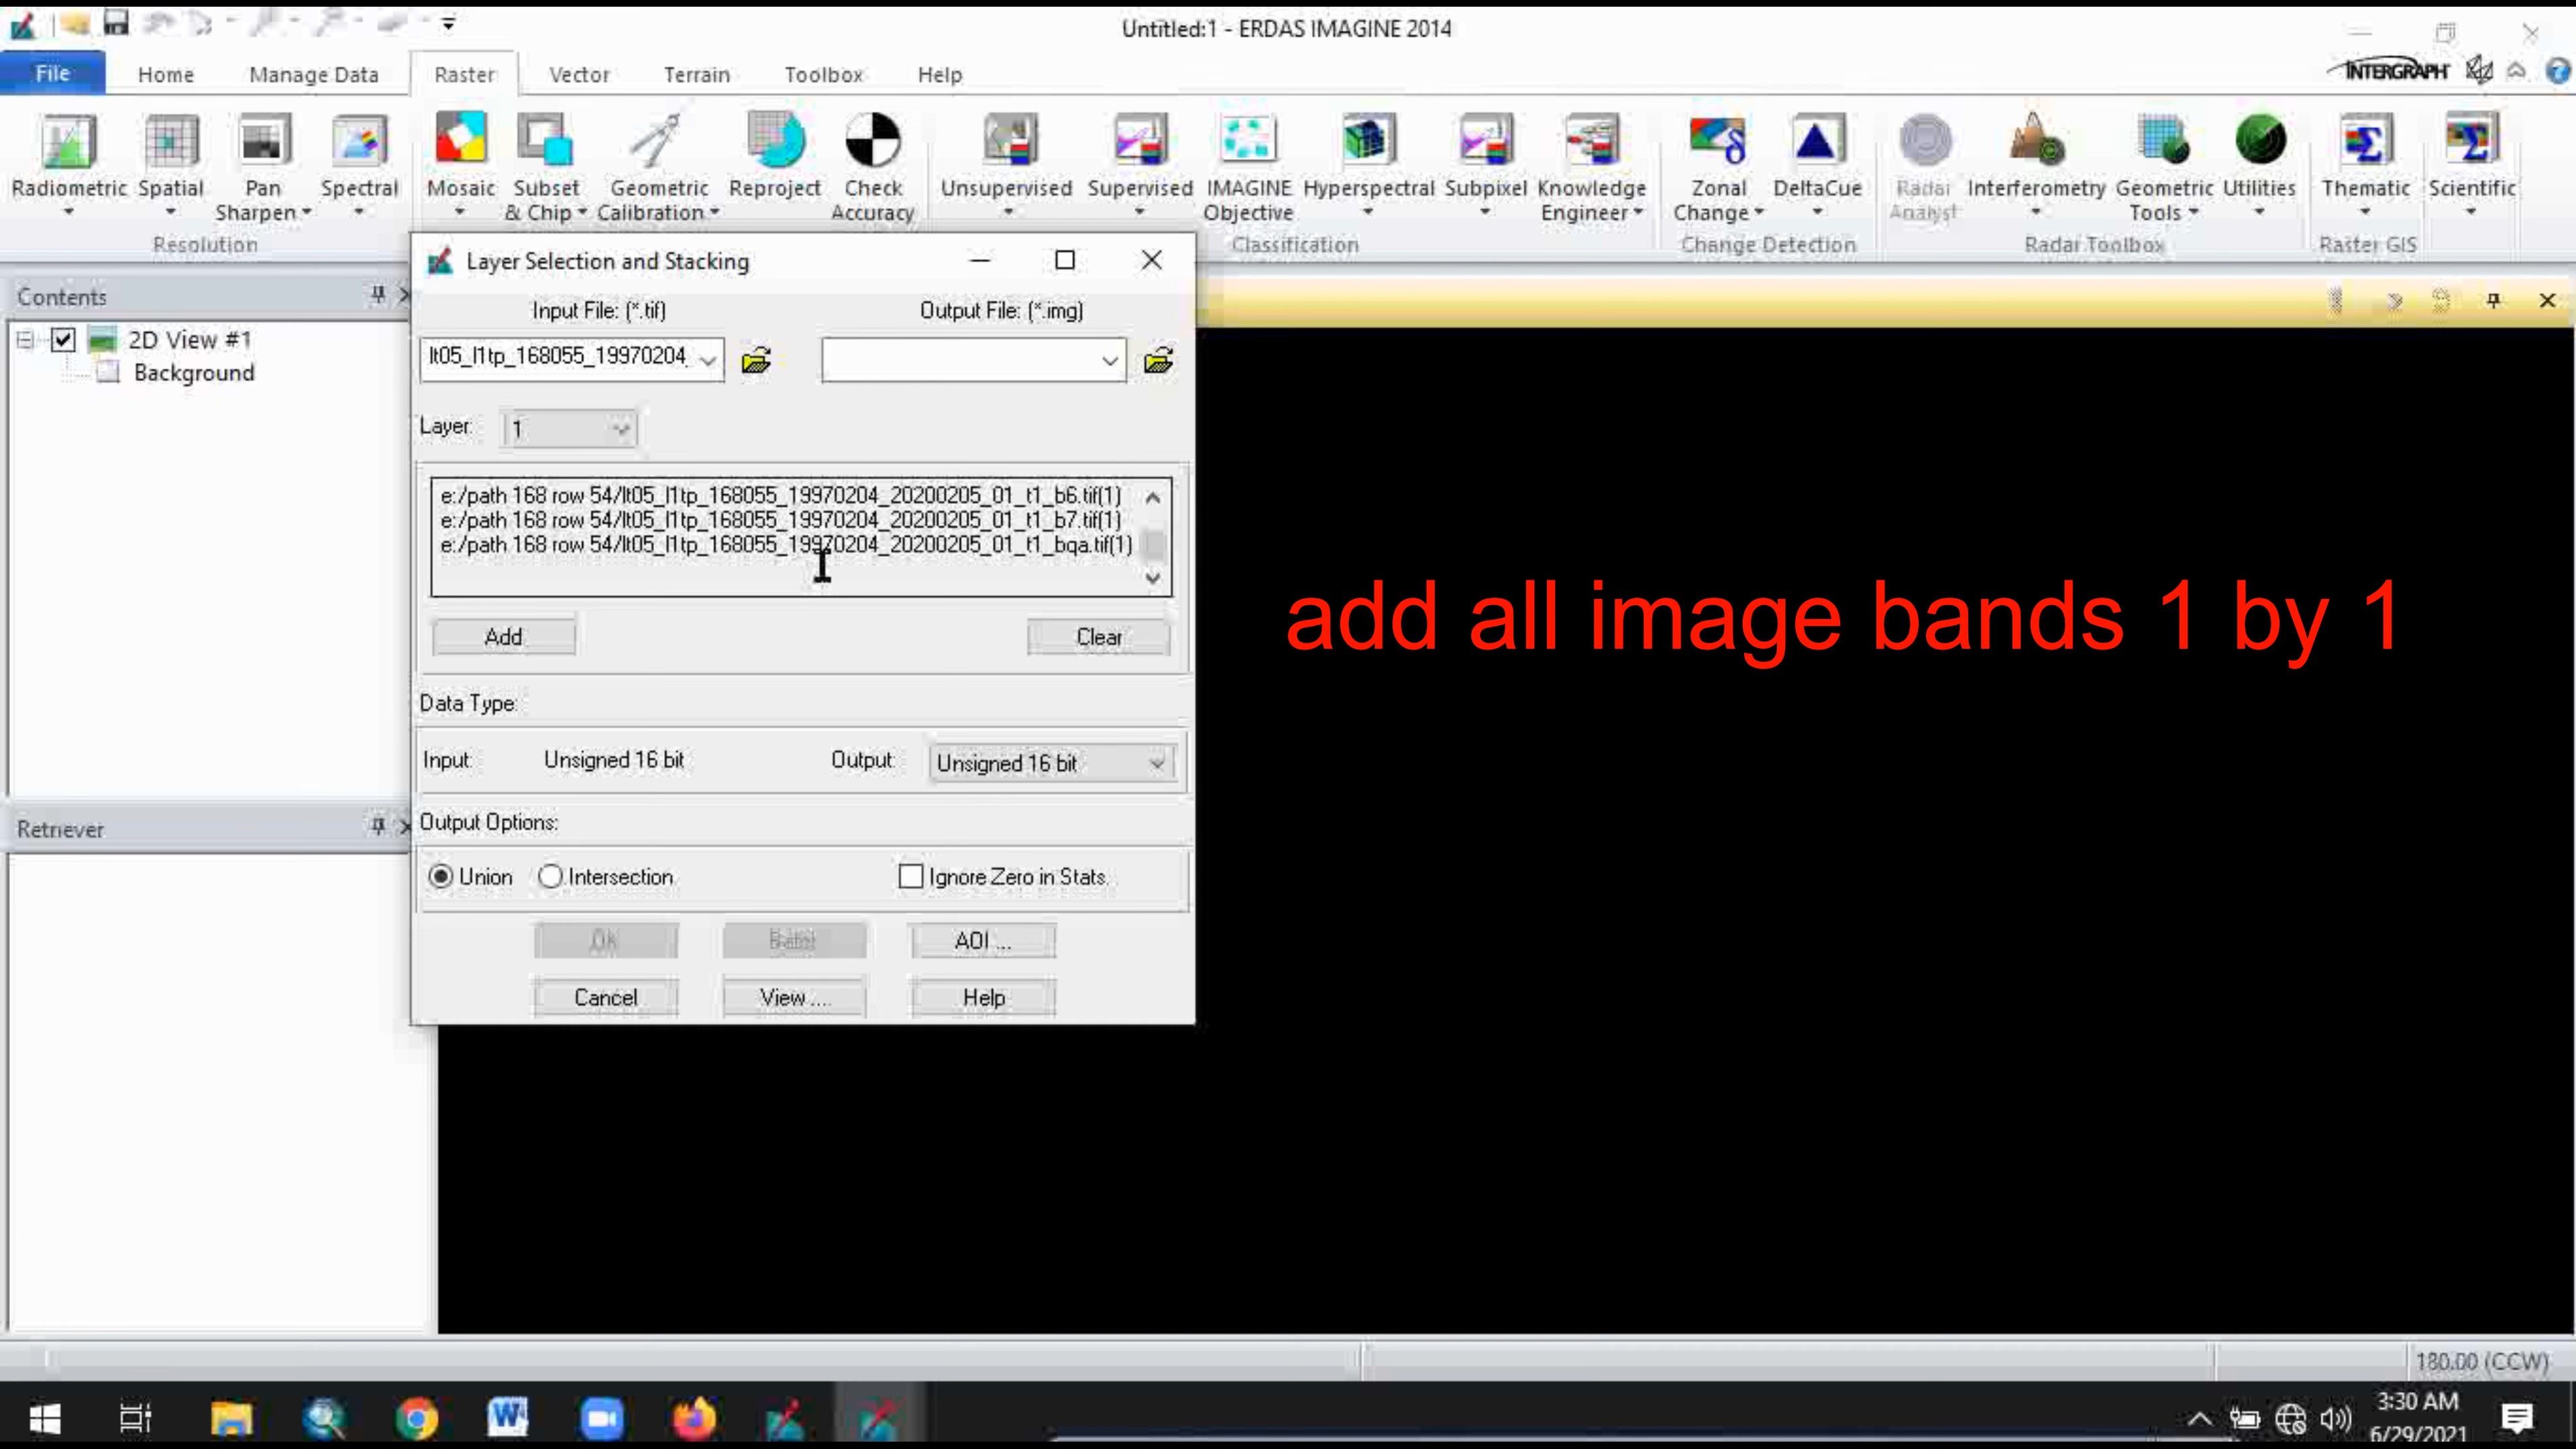 Untitled:1 - ERDAS IMAGINE 2014
File Home Manage Data Raster Vector Terrain Toolbox Help
INTERGRAPH
Radiometric Spatial Pan Sharpen Spectral Mosaic Subset & Chip Geometric Calibration Reproject Check Accuracy Unsupervised Supervised IMAGINE Objective Hyperspectral Subpixel Knowledge Engineer Zonal Change DeltaCue Radar Analyst Interferometry Geometric Tools Utilities Thematic Scientific
Resolution Classification Change Detection Radar Toolbox Raster GIS
Layer Selection and Stacking
Contents
2D View #1
Background
Input File: (*.tif) Output File: (*.img)
lt05_l1tp_168055_19970204_
Layer: 1
e:/path 168 row 54/lt05_l1tp_168055_19970204_20200205_01_t1_b6.tif(1)
e:/path 168 row 54/lt05_l1tp_168055_19970204_20200205_01_t1_b7.tif(1)
e:/path 168 row 54/lt05_l1tp_168055_19970204_20200205_01_t1_bqa.tif(1)
Add Clear
add all image bands 1 by 1
Data Type:
Input: Unsigned 16 bit Output: Unsigned 16 bit
Retriever
Output Options:
Union Intersection Ignore Zero in Stats.
OK Batch AOI ...
Cancel View .... Help
180.00 (CCW)
3:30 AM
6/29/2021